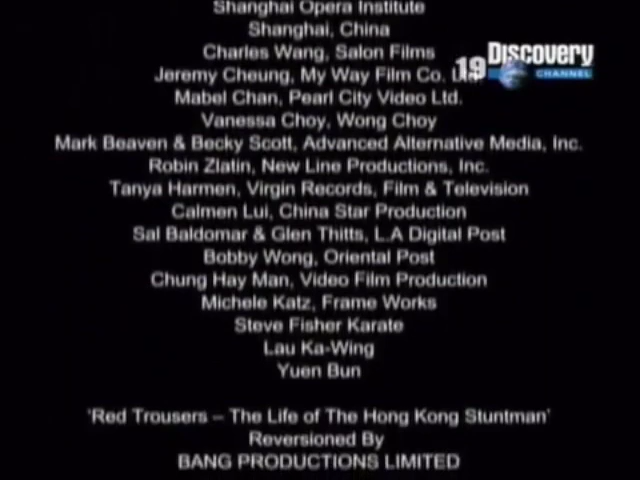 Shanghai Opera Institute
Shanghai, China
Charles Wang, Salon Films
Jeremy Cheung, My Way Film Co.
19 Discovery
CHANNEL
Mabel Chan, Pearl City Video Ltd.
Vanessa Choy, Wong Choy
Mark Beaven & Becky Scott, Advanced Alternative Media, Inc.
Robin Zlatin, New Line Productions, Inc.
Tanya Harmen, Virgin Records, Film & Television
Calmen Lui, China Star Production
Sal Baldomar & Glen Thitts, L.A Digital Post
Bobby Wong, Oriental Post
Chung Hay Man, Video Film Production
Michele Katz, Frame Works
Steve Fisher Karate
Lau Ka-Wing
Yuen Bun
'Red Trousers – The Life of The Hong Kong Stuntman'
Reversioned By
BANG PRODUCTIONS LIMITED